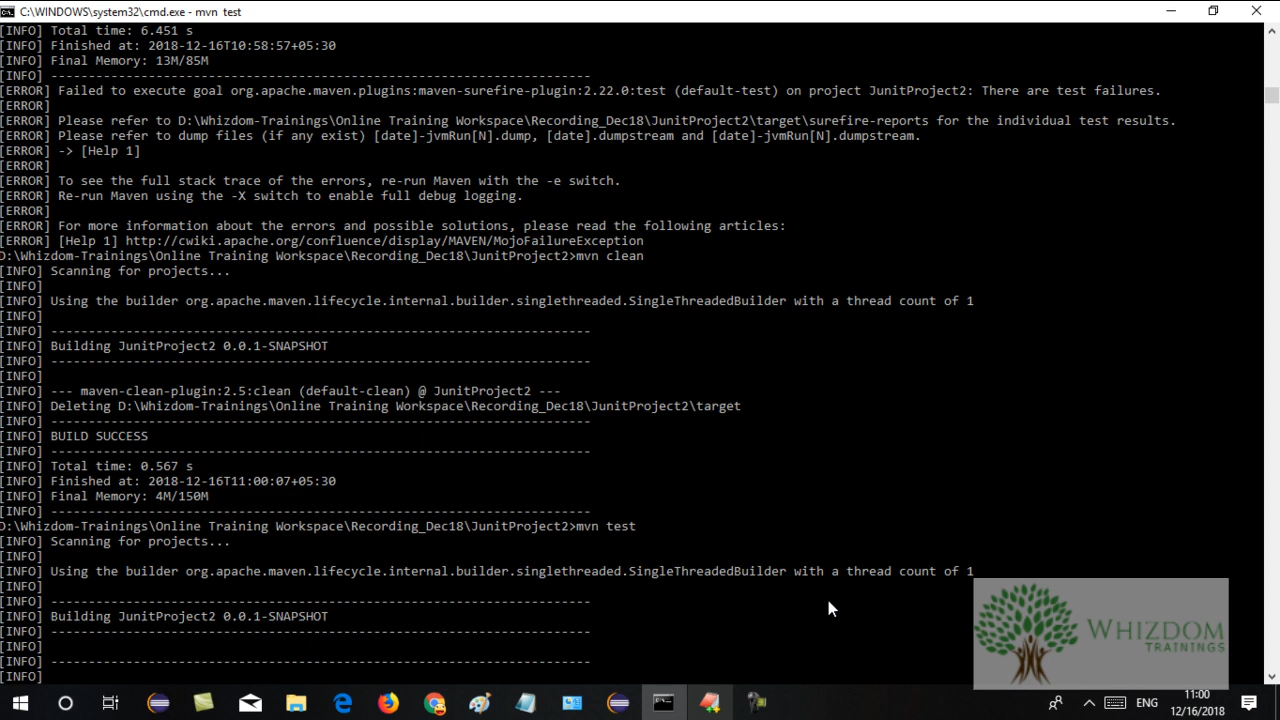 C:\WINDOWS\system32\cmd.exe - mvn  test
[INFO] Total time: 6.451 s
[INFO] Finished at: 2018-12-16T10:58:57+05:30
[INFO] Final Memory: 13M/85M
[INFO] ------------------------------------------------------------------------
[ERROR] Failed to execute goal org.apache.maven.plugins:maven-surefire-plugin:2.22.0:test (default-test) on project JunitProject2: There are test failures.
[ERROR]
[ERROR] Please refer to D:\Whizdom-Trainings\Online Training Workspace\Recording_Dec18\JunitProject2\target\surefire-reports for the individual test results.
[ERROR] Please refer to dump files (if any exist) [date]-jvmRun[N].dump, [date].dumpstream and [date]-jvmRun[N].dumpstream.
[ERROR] -> [Help 1]
[ERROR]
[ERROR] To see the full stack trace of the errors, re-run Maven with the -e switch.
[ERROR] Re-run Maven using the -X switch to enable full debug logging.
[ERROR]
[ERROR] For more information about the errors and possible solutions, please read the following articles:
[ERROR] [Help 1] http://cwiki.apache.org/confluence/display/MAVEN/MojoFailureException
D:\Whizdom-Trainings\Online Training Workspace\Recording_Dec18\JunitProject2>mvn clean
[INFO] Scanning for projects...
[INFO]
[INFO] Using the builder org.apache.maven.lifecycle.internal.builder.singlethreaded.SingleThreadedBuilder with a thread count of 1
[INFO]
[INFO] ------------------------------------------------------------------------
[INFO] Building JunitProject2 0.0.1-SNAPSHOT
[INFO] ------------------------------------------------------------------------
[INFO]
[INFO] --- maven-clean-plugin:2.5:clean (default-clean) @ JunitProject2 ---
[INFO] Deleting D:\Whizdom-Trainings\Online Training Workspace\Recording_Dec18\JunitProject2\target
[INFO] ------------------------------------------------------------------------
[INFO] BUILD SUCCESS
[INFO] ------------------------------------------------------------------------
[INFO] Total time: 0.567 s
[INFO] Finished at: 2018-12-16T11:00:07+05:30
[INFO] Final Memory: 4M/150M
[INFO] ------------------------------------------------------------------------
D:\Whizdom-Trainings\Online Training Workspace\Recording_Dec18\JunitProject2>mvn test
[INFO] Scanning for projects...
[INFO]
[INFO] Using the builder org.apache.maven.lifecycle.internal.builder.singlethreaded.SingleThreadedBuilder with a thread count of 1
[INFO]
[INFO] ------------------------------------------------------------------------
[INFO] Building JunitProject2 0.0.1-SNAPSHOT
[INFO] ------------------------------------------------------------------------
[INFO]
[INFO] ------------------------------------------------------------------------
[INFO]
WHIZDOM
TRAININGS
ENG
11:00
12/16/2018